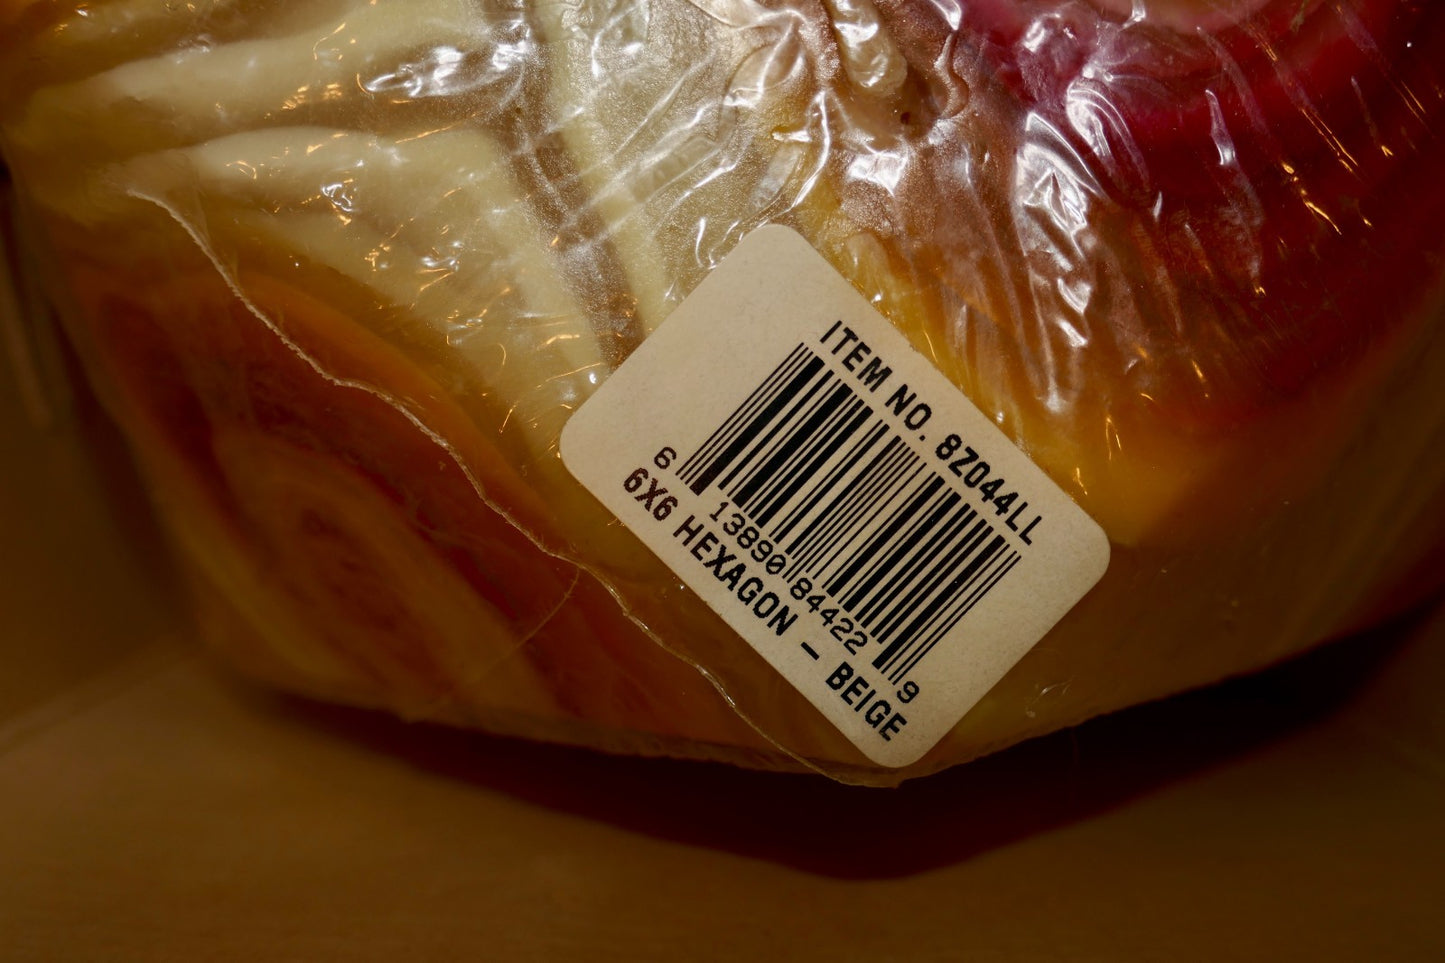 ITEM NO. 8Z044LL
6 13890 84422 9
6X6 HEXAGON - BEIGE